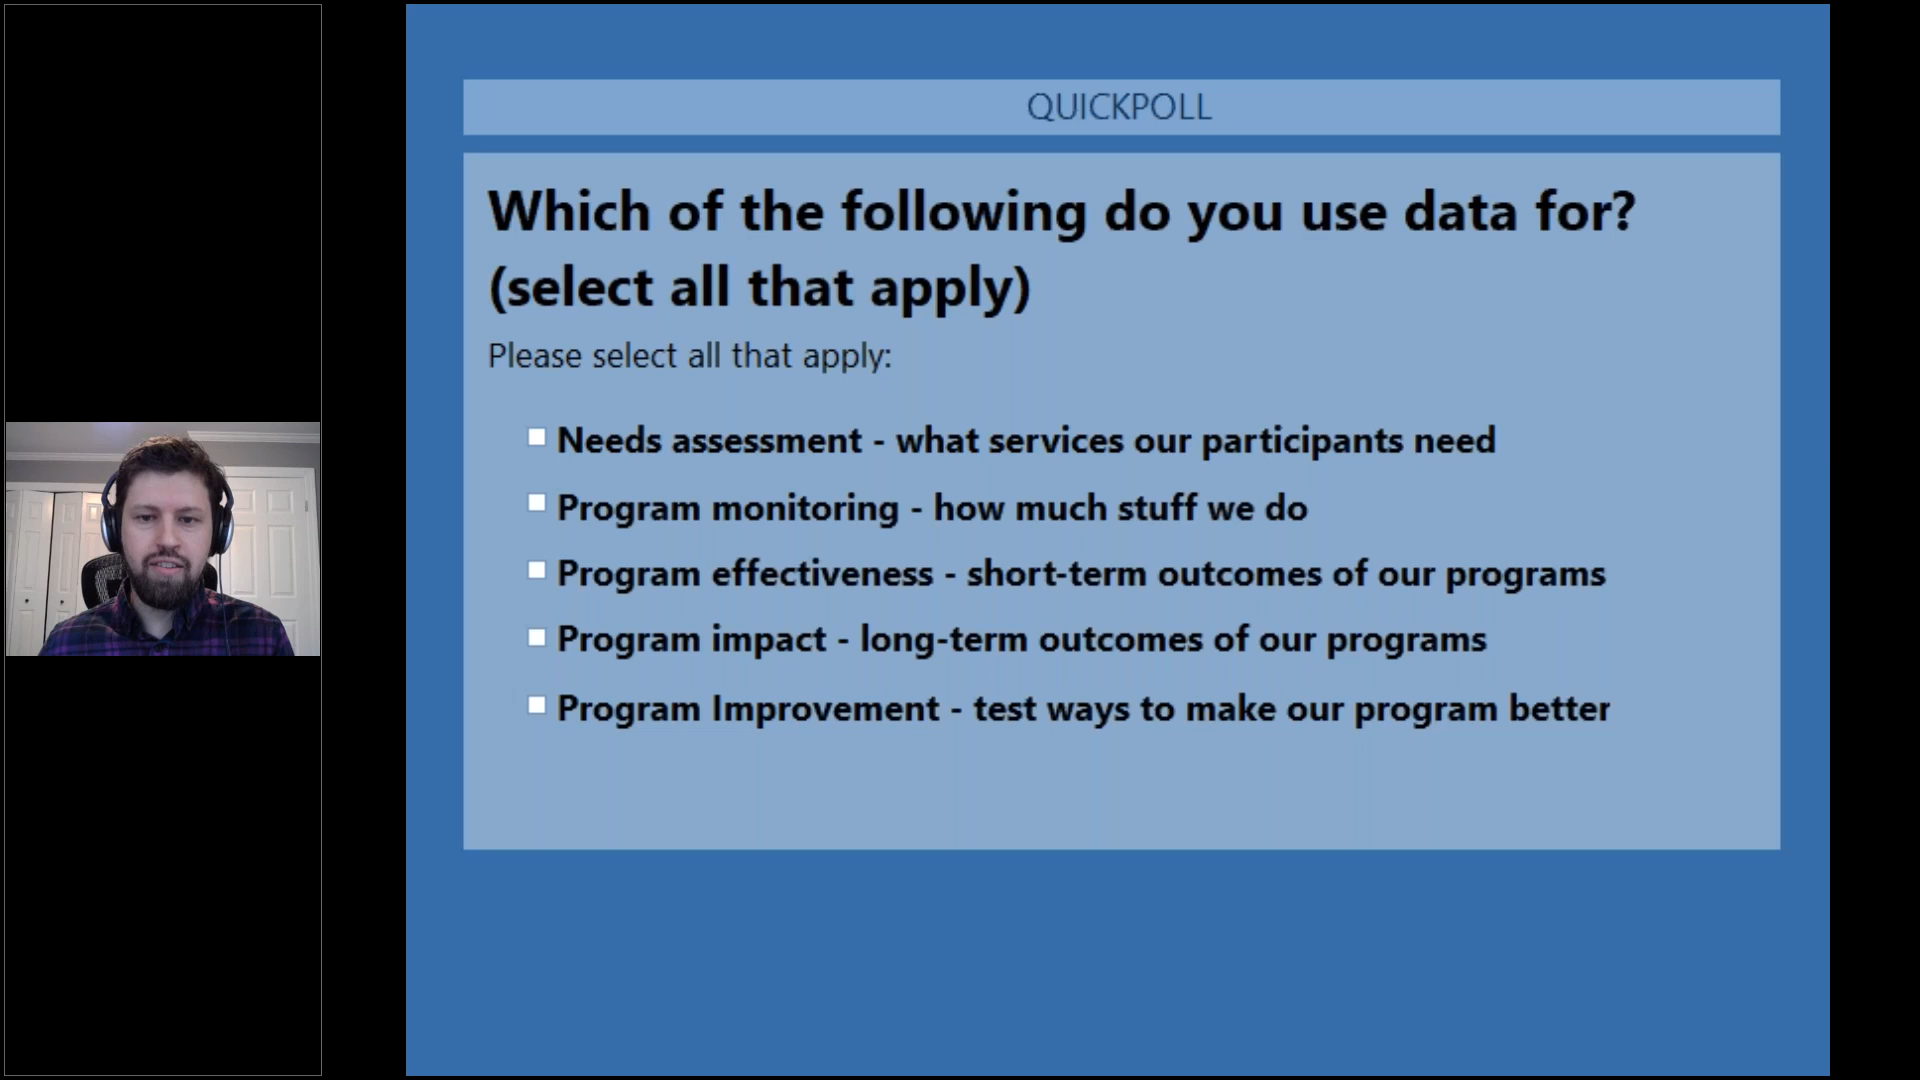 QUICKPOLL
Which of the following do you use data for?
(select all that apply)
Please select all that apply:
Needs assessment - what services our participants need
Program monitoring - how much stuff we do
Program effectiveness - short-term outcomes of our programs
Program impact - long-term outcomes of our programs
Program Improvement - test ways to make our program better